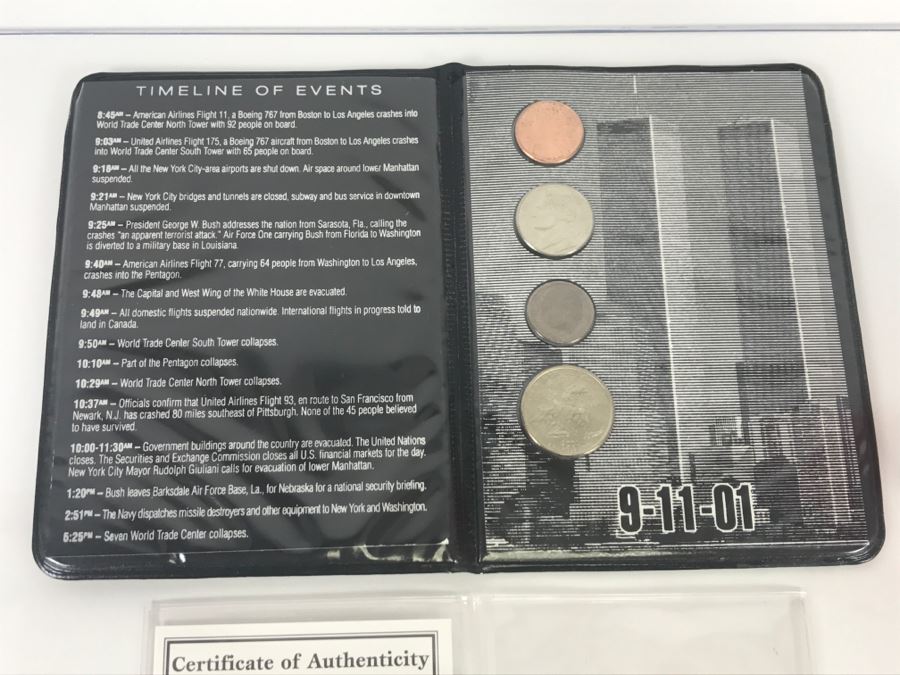 TIMELINE OF EVENTS
8:45AM – American Airlines Flight 11, a Boeing 767 from Boston to Los Angeles crashes into
World Trade Center North Tower with 92 people on board.
9:03AM – United Airlines Flight 175, a Boeing 767 aircraft from Boston to Los Angeles crashes
into World Trade Center South Tower with 65 people on board.
9:18AM – All the New York City-area airports are shut down. Air space around lower Manhattan
suspended.
9:21AM – New York City bridges and tunnels are closed, subway and bus service in downtown
Manhattan suspended.
9:25AM – President George W. Bush addresses the nation from Sarasota, Fla., calling the
crashes "an apparent terrorist attack." Air Force One carrying Bush from Florida to Washington
is diverted to a military base in Louisiana.
9:40AM – American Airlines Flight 77, carrying 64 people from Washington to Los Angeles,
crashes into the Pentagon.
9:48AM – The Capital and West Wing of the White House are evacuated.
9:49AM – All domestic flights suspended nationwide. International flights in progress told to
land in Canada.
9:50AM – World Trade Center South Tower collapses.
10:10AM – Part of the Pentagon collapses.
10:29AM – World Trade Center North Tower collapses.
10:37AM – Officials confirm that United Airlines Flight 93, en route to San Francisco from
Newark, N.J. has crashed 80 miles southeast of Pittsburgh. None of the 45 people believed
to have survived.
10:00-11:30AM – Government buildings around the country are evacuated. The United Nations
closes. The Securities and Exchange Commission closes all U.S. financial markets for the day.
New York City Mayor Rudolph Giuliani calls for evacuation of lower Manhattan.
1:20PM – Bush leaves Barksdale Air Force Base, La., for Nebraska for a national security briefing.
2:51PM – The Navy dispatches missile destroyers and other equipment to New York and Washington.
5:25PM – Seven World Trade Center collapses.
9-11-01
Certificate of Authenticity